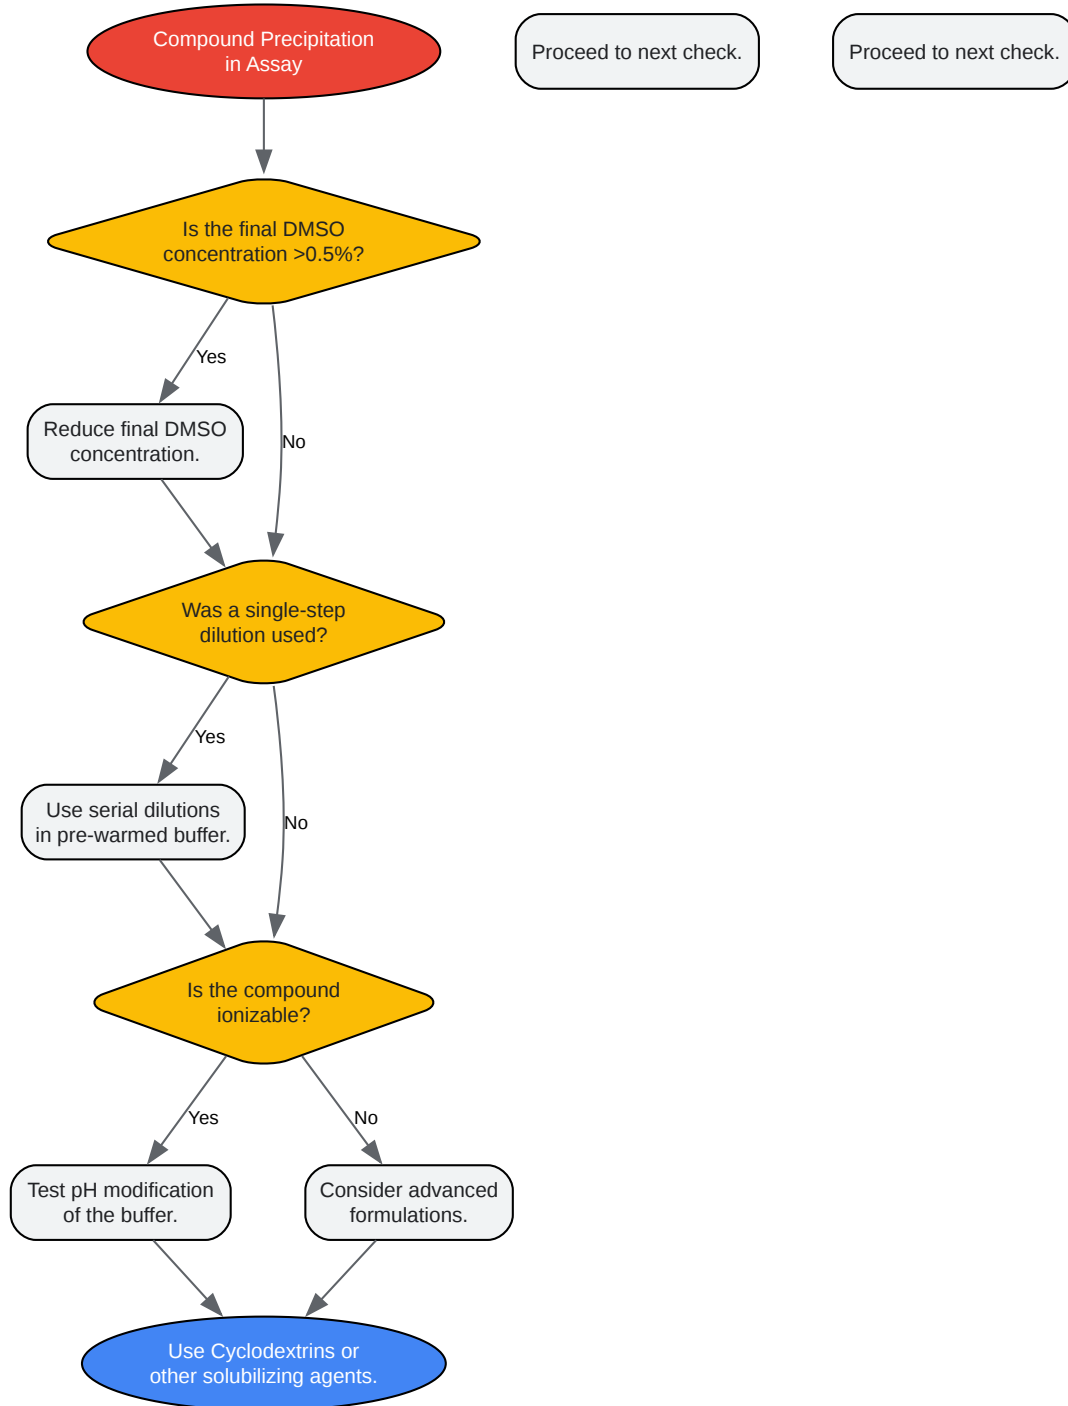 Compound Precipitation
in Assay
Proceed to next check.
Proceed to next check.
Is the final DMSO
concentration >0.5%?
Yes
Reduce final DMSO
concentration.
No
Was a single-step
dilution used?
Yes
Use serial dilutions
in pre-warmed buffer.
No
Is the compound
ionizable?
Yes
No
Test pH modification
of the buffer.
Consider advanced
formulations.
Use Cyclodextrins or
other solubilizing agents.